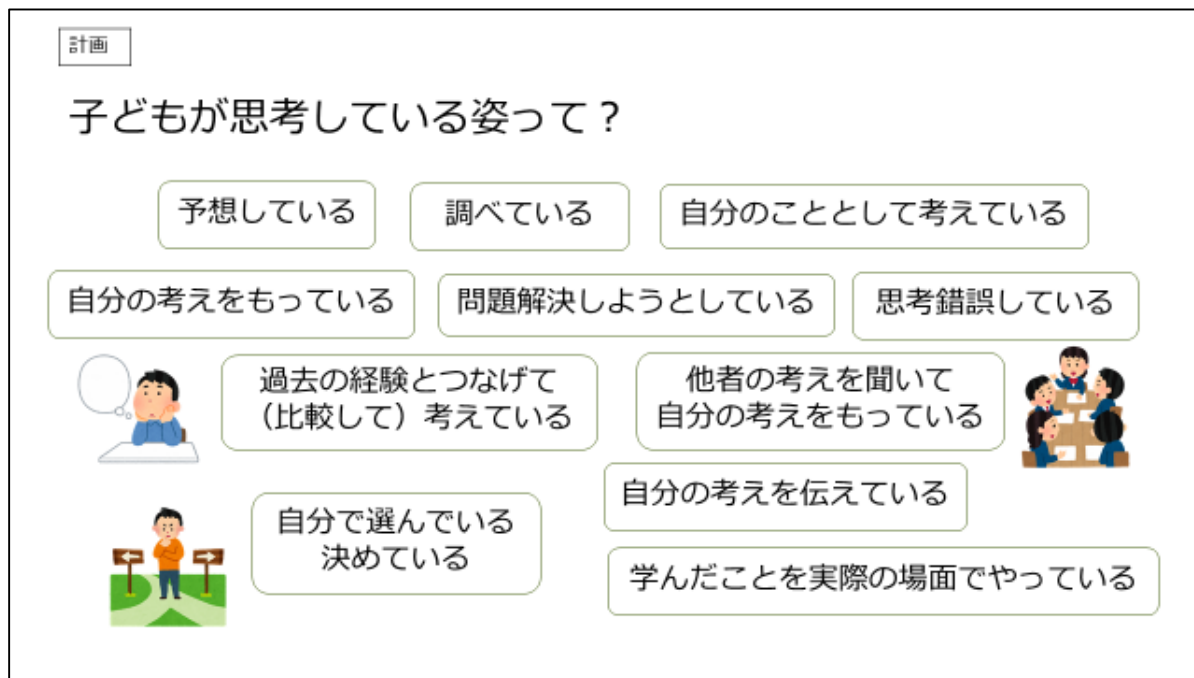 計画
子どもが思考している姿って？
予想している
調べている
自分のこととして考えている
自分の考えをもっている
問題解決しようとしている
思考錯誤している
過去の経験とつなげて
（比較して）考えている
他者の考えを聞いて
自分の考えをもっている
自分の考えを伝えている
自分で選んでいる
決めている
学んだことを実際の場面でやっている